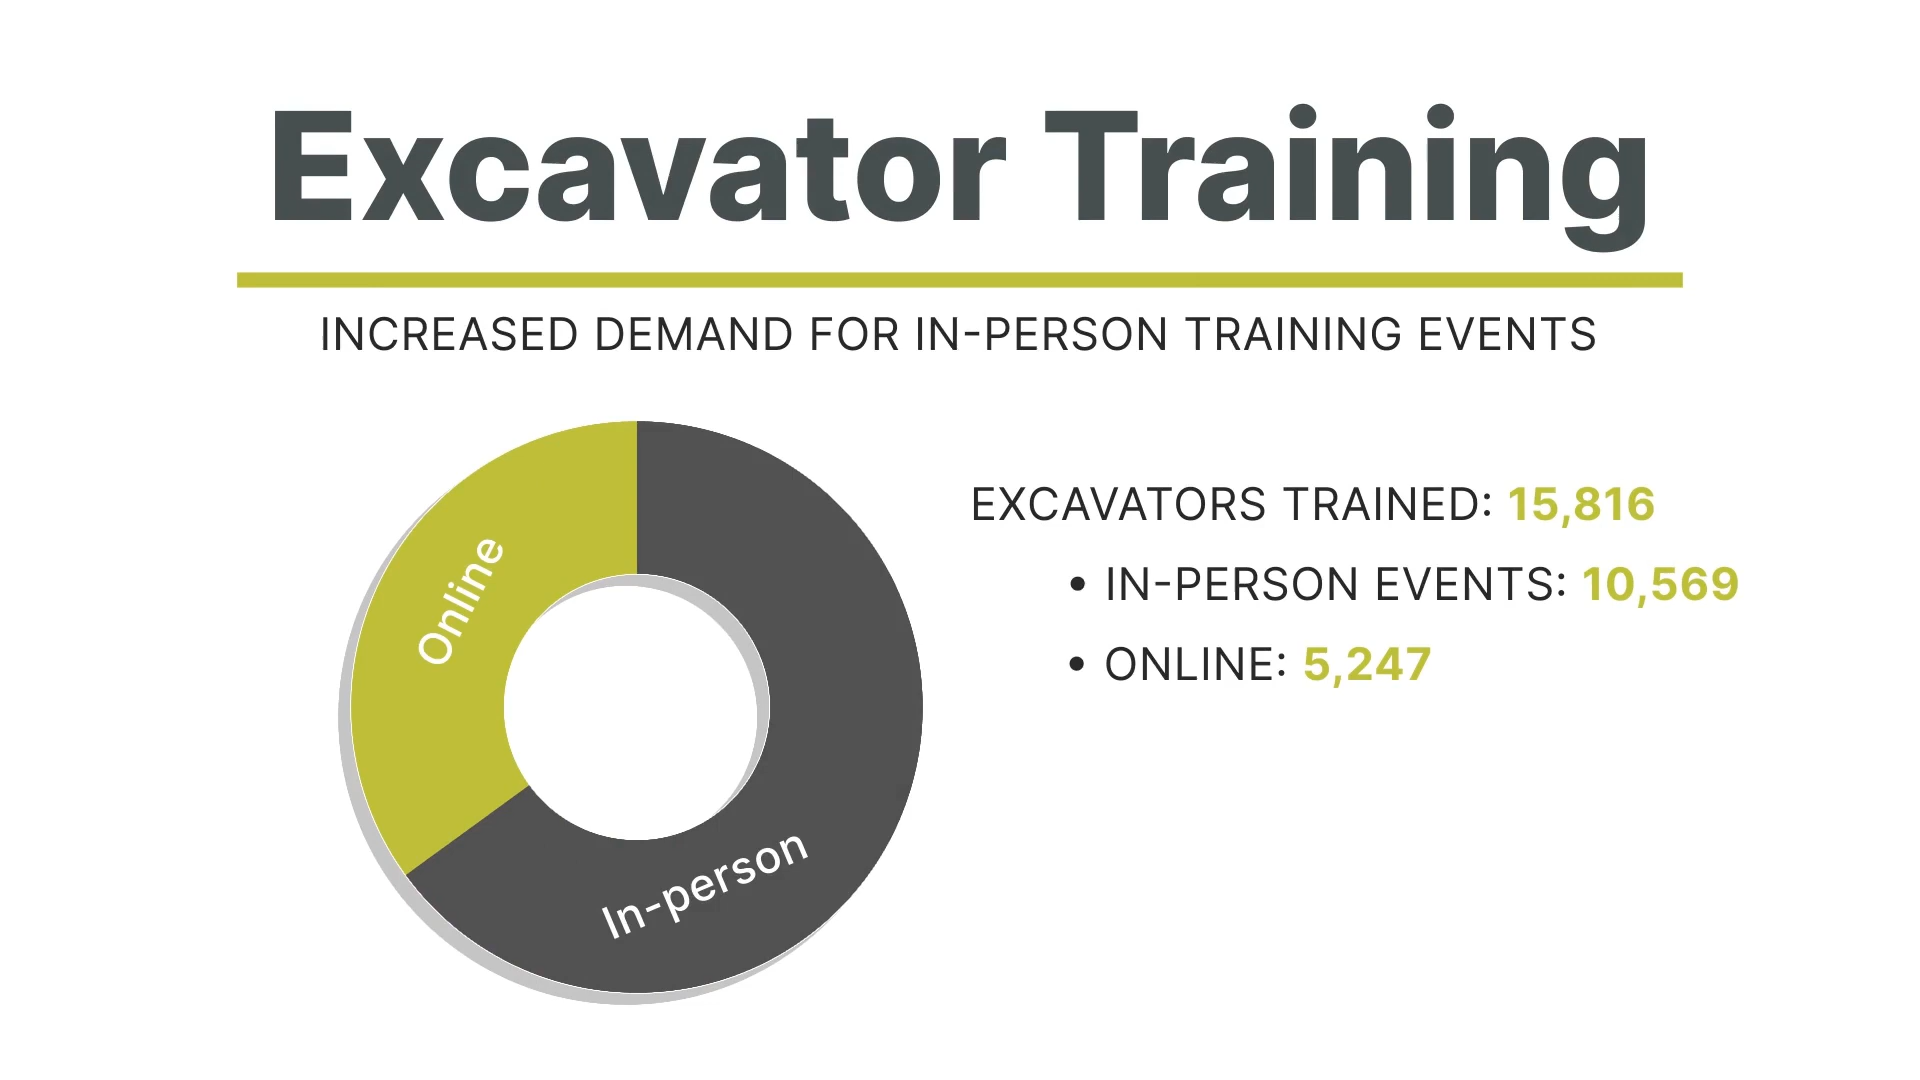 Excavator Training
INCREASED DEMAND FOR IN-PERSON TRAINING EVENTS
Online
In-person
EXCAVATORS TRAINED: 15,816
• IN-PERSON EVENTS: 10,569
• ONLINE: 5,247